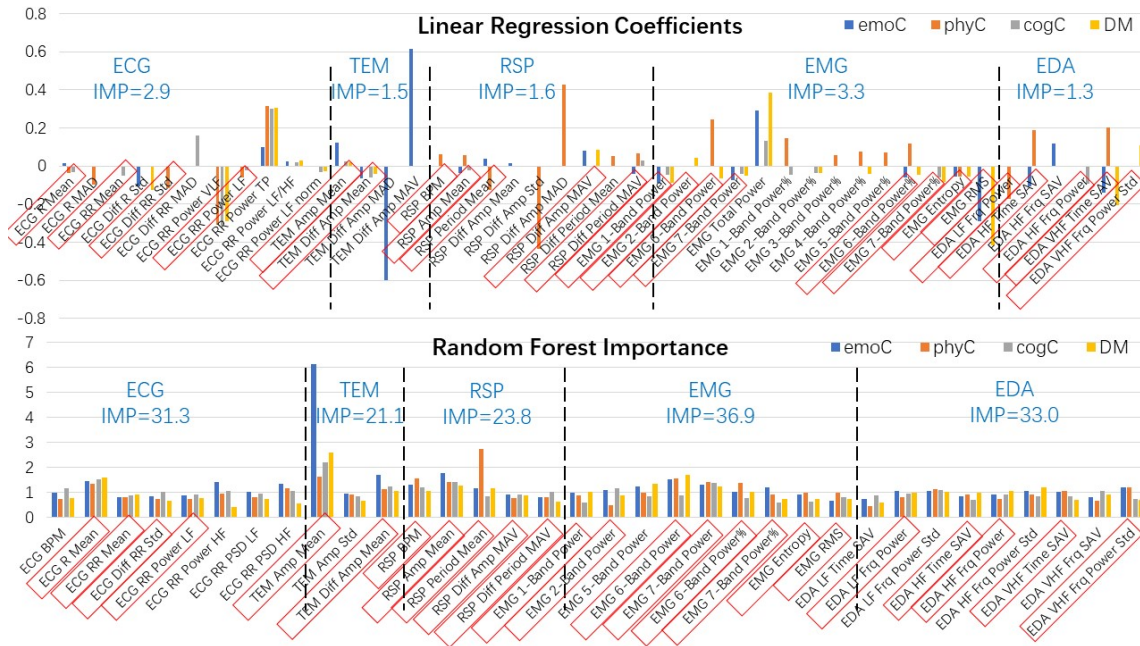 Linear Regression Coefficients
emoC phyC cogC DM
0.8
0.6
0.4
0.2
0
-0.2
-0.4
-0.6
-0.8
ECG
IMP=2.9
TEM
IMP=1.5
RSP
IMP=1.6
EMG
IMP=3.3
EDA
IMP=1.3
ECG R Mean
ECG R MAD
ECG RR Mean
ECG Diff R Std
ECG Diff RR Std
ECG Diff RR MAD
ECG RR Power VLF
ECG RR Power LF
ECG RR Power TP
ECG RR Power LF/HF
ECG RR Power LF norm
TEM Amp Mean
TEM Diff Amp Mean
TEM Diff Amp MAD
TEM Diff Amp MAV
RSP BPM
RSP Amp Mean
RSP Period Mean
RSP Diff Amp Mean
RSP Diff Amp Std
RSP Diff Amp MAD
RSP Diff Amp MAV
RSP Diff Period Mean
RSP Diff Period MAV
EMG 1-Band Power
EMG 2-Band Power
EMG 7-Band Power
EMG Total Power
EMG 1-Band Power%
EMG 2-Band Power%
EMG 3-Band Power%
EMG 4-Band Power%
EMG 5-Band Power%
EMG 6-Band Power%
EMG 7-Band Power%
EMG Entropy
EMG RMS
EDA HF Frq SAV
EDA HF Frq Power
EDA VHF Time SAV
EDA VHF Frq Power Std
Random Forest Importance
emoC phyC cogC DM
7
6
5
4
3
2
1
0
ECG
IMP=31.3
TEM
IMP=21.1
RSP
IMP=23.8
EMG
IMP=36.9
EDA
IMP=33.0
ECG BPM
ECG R Mean
ECG RR Mean
ECG Diff RR Std
ECG RR Power LF
ECG RR Power HF
ECG RR PSD LF
ECG RR PSD HF
TEM Amp Mean
TEM Amp Std
TEM Diff Amp Mean
RSP BPM
RSP Amp Mean
RSP Period Mean
RSP Diff Amp MAV
RSP Diff Period MAV
EMG 1-Band Power
EMG 2-Band Power
EMG 5-Band Power
EMG 6-Band Power
EMG 7-Band Power
EMG 6-Band Power%
EMG 7-Band Power%
EMG Entropy
EMG RMS
EDA LF Time SAV
EDA LF Frq Power
EDA LF Frq Power Std
EDA HF Time SAV
EDA HF Frq Power
EDA HF Frq Power Std
EDA VHF Time SAV
EDA VHF Frq SAV
EDA VHF Frq Power Std